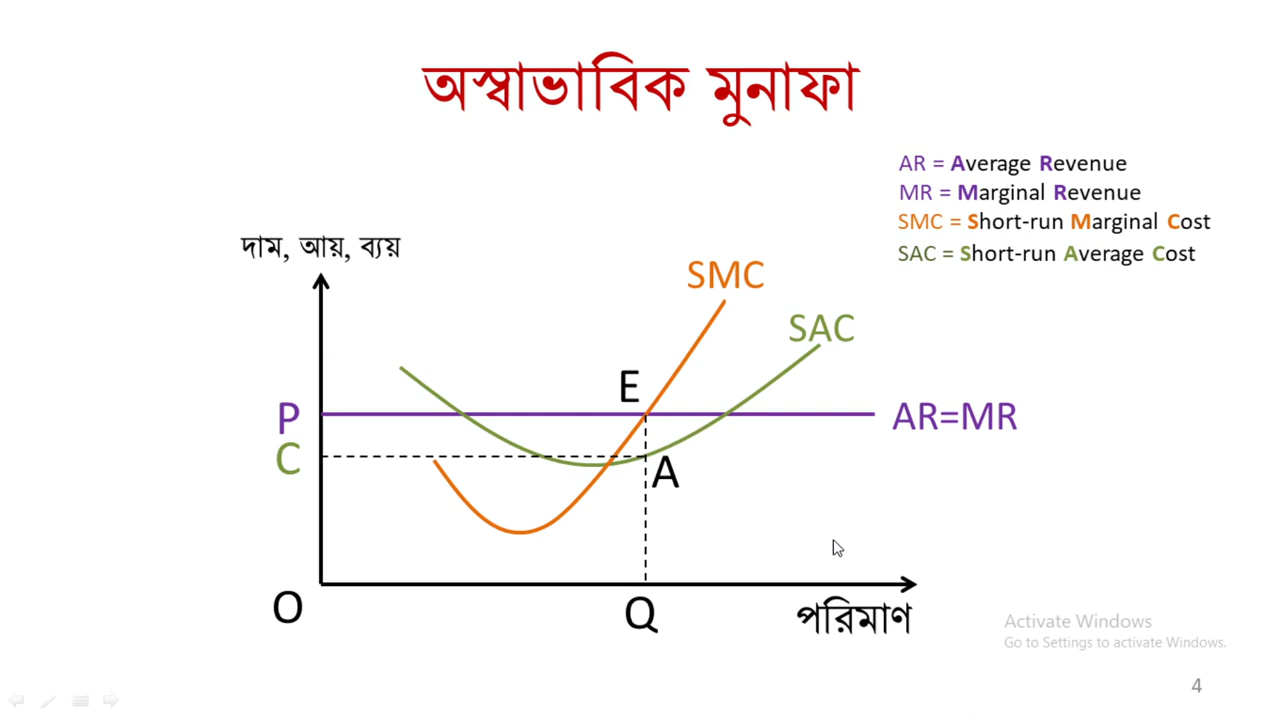 অস্বাভাবিক মুনাফা
AR = Average Revenue
MR = Marginal Revenue
SMC = Short-run Marginal Cost
SAC = Short-run Average Cost
দাম, আয়, ব্যয়
SMC
SAC
E
P
AR=MR
C
A
O
Q
পরিমাণ
Activate Windows
Go to Settings to activate Windows.
4